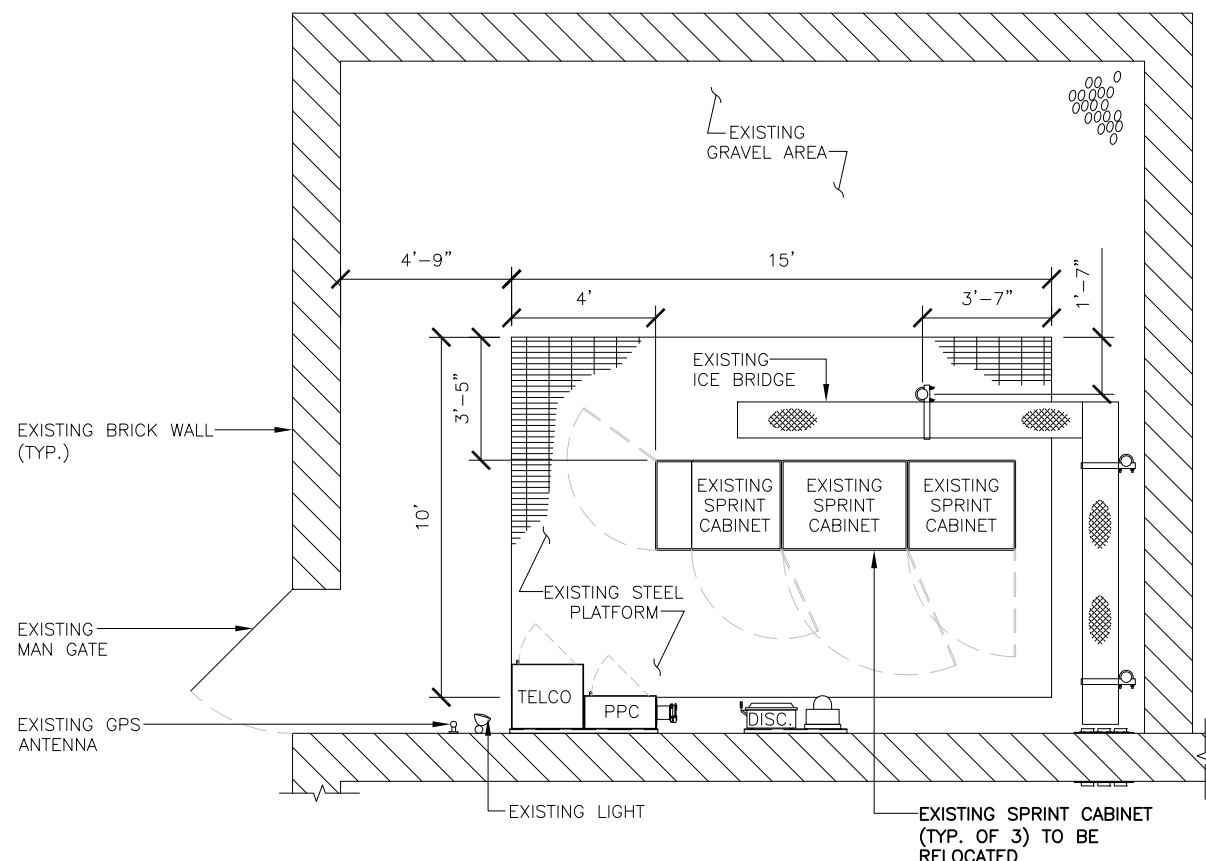 EXISTING
GRAVEL AREA
4'-9"
15'
4'
3'-7"
1'-7"
3'-5"
10'
EXISTING
ICE BRIDGE
EXISTING BRICK WALL
(TYP.)
EXISTING
SPRINT
CABINET
EXISTING
SPRINT
CABINET
EXISTING
SPRINT
CABINET
EXISTING STEEL
PLATFORM
EXISTING
MAN GATE
TELCO
PPC
DISC.
EXISTING GPS
ANTENNA
EXISTING LIGHT
EXISTING SPRINT CABINET
(TYP. OF 3) TO BE
RELOCATED